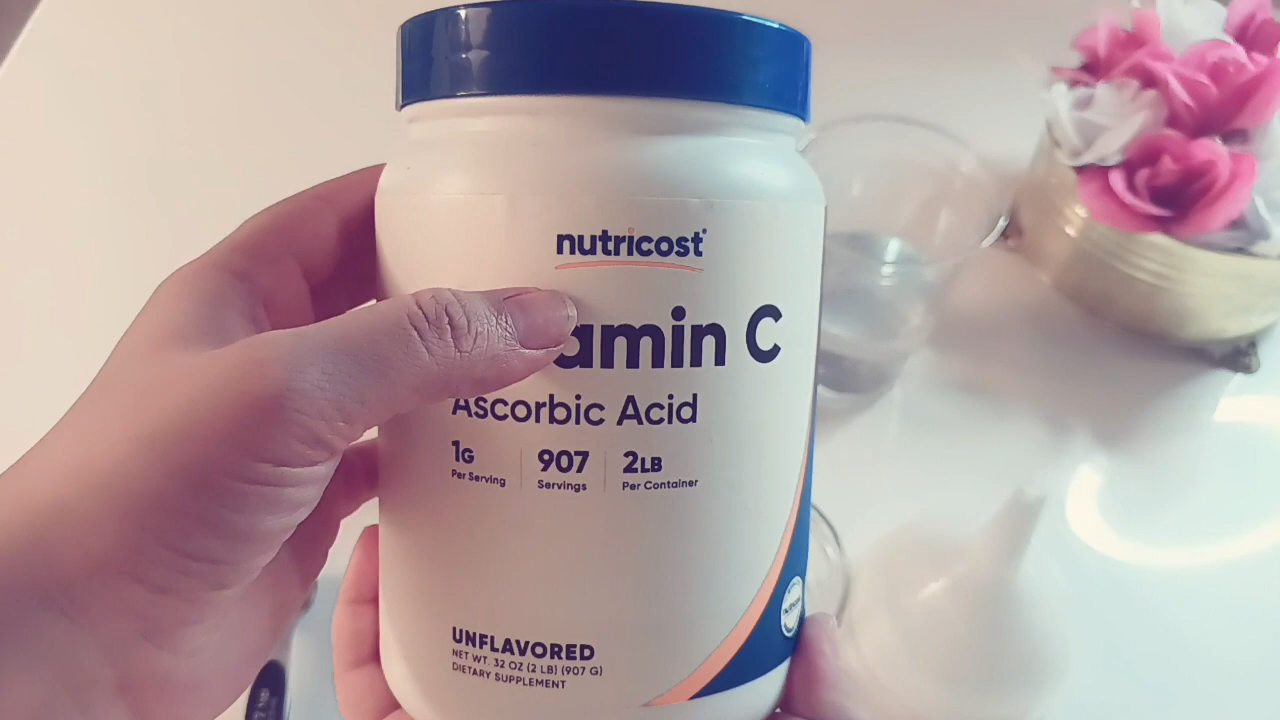 nutricost
amin C
Ascorbic Acid
1G 907 2LB
Per Serving Servings Per Container
UNFLAVORED
NET WT. 32 OZ (2 LB) (907 G)
DIETARY SUPPLEMENT